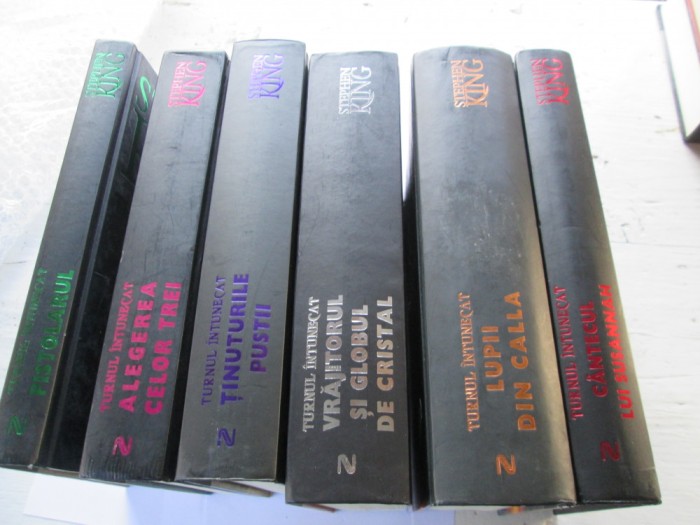 STEPHEN
KING
TURNUL ÎNTUNECAT
PISTOLARUL
STEPHEN
KING
TURNUL ÎNTUNECAT
ALEGEREA
CELOR TREI
STEPHEN
KING
TURNUL ÎNTUNECAT
ȚINUTURILE
PUSTII
STEPHEN
KING
TURNUL ÎNTUNECAT
VRĂJITORUL
ȘI GLOBUL
DE CRISTAL
STEPHEN
KING
TURNUL ÎNTUNECAT
LUPII
DIN CALLA
STEPHEN
KING
TURNUL ÎNTUNECAT
CÂNTECUL
LUI SUSANNAH